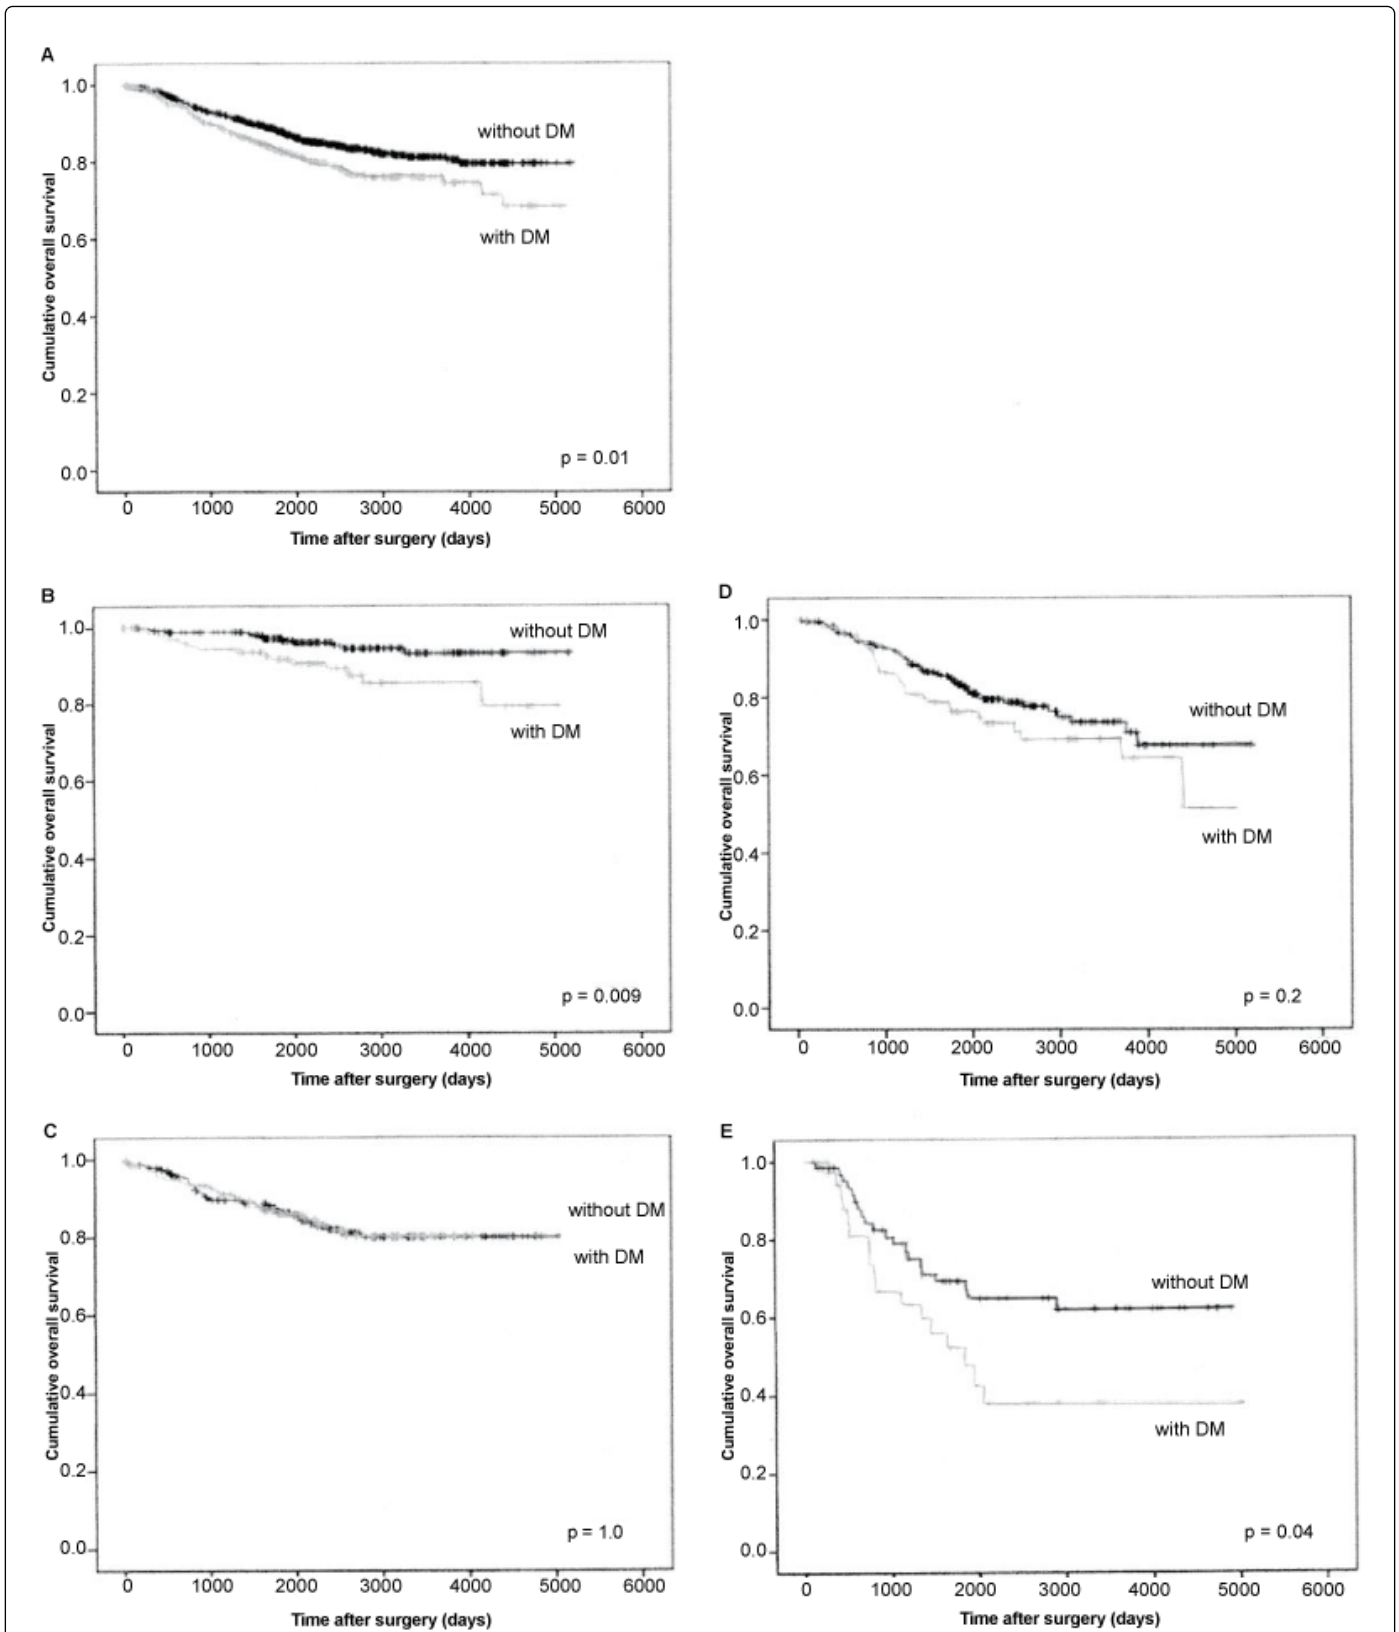 A
1.0
0.8
0.6
0.4
0.2
0.0
Cumulative overall survival
without DM
with DM
p = 0.01
0 1000 2000 3000 4000 5000 6000
Time after surgery (days)
B
1.0
0.8
0.6
0.4
0.2
0.0
Cumulative overall survival
without DM
with DM
p = 0.009
0 1000 2000 3000 4000 5000 6000
Time after surgery (days)
C
1.0
0.8
0.6
0.4
0.2
0.0
Cumulative overall survival
without DM
with DM
p = 1.0
0 1000 2000 3000 4000 5000 6000
Time after surgery (days)
D
1.0
0.8
0.6
0.4
0.2
0.0
Cumulative overall survival
without DM
with DM
p = 0.2
0 1000 2000 3000 4000 5000 6000
Time after surgery (days)
E
1.0
0.8
0.6
0.4
0.2
0.0
Cumulative overall survival
without DM
with DM
p = 0.04
0 1000 2000 3000 4000 5000 6000
Time after surgery (days)